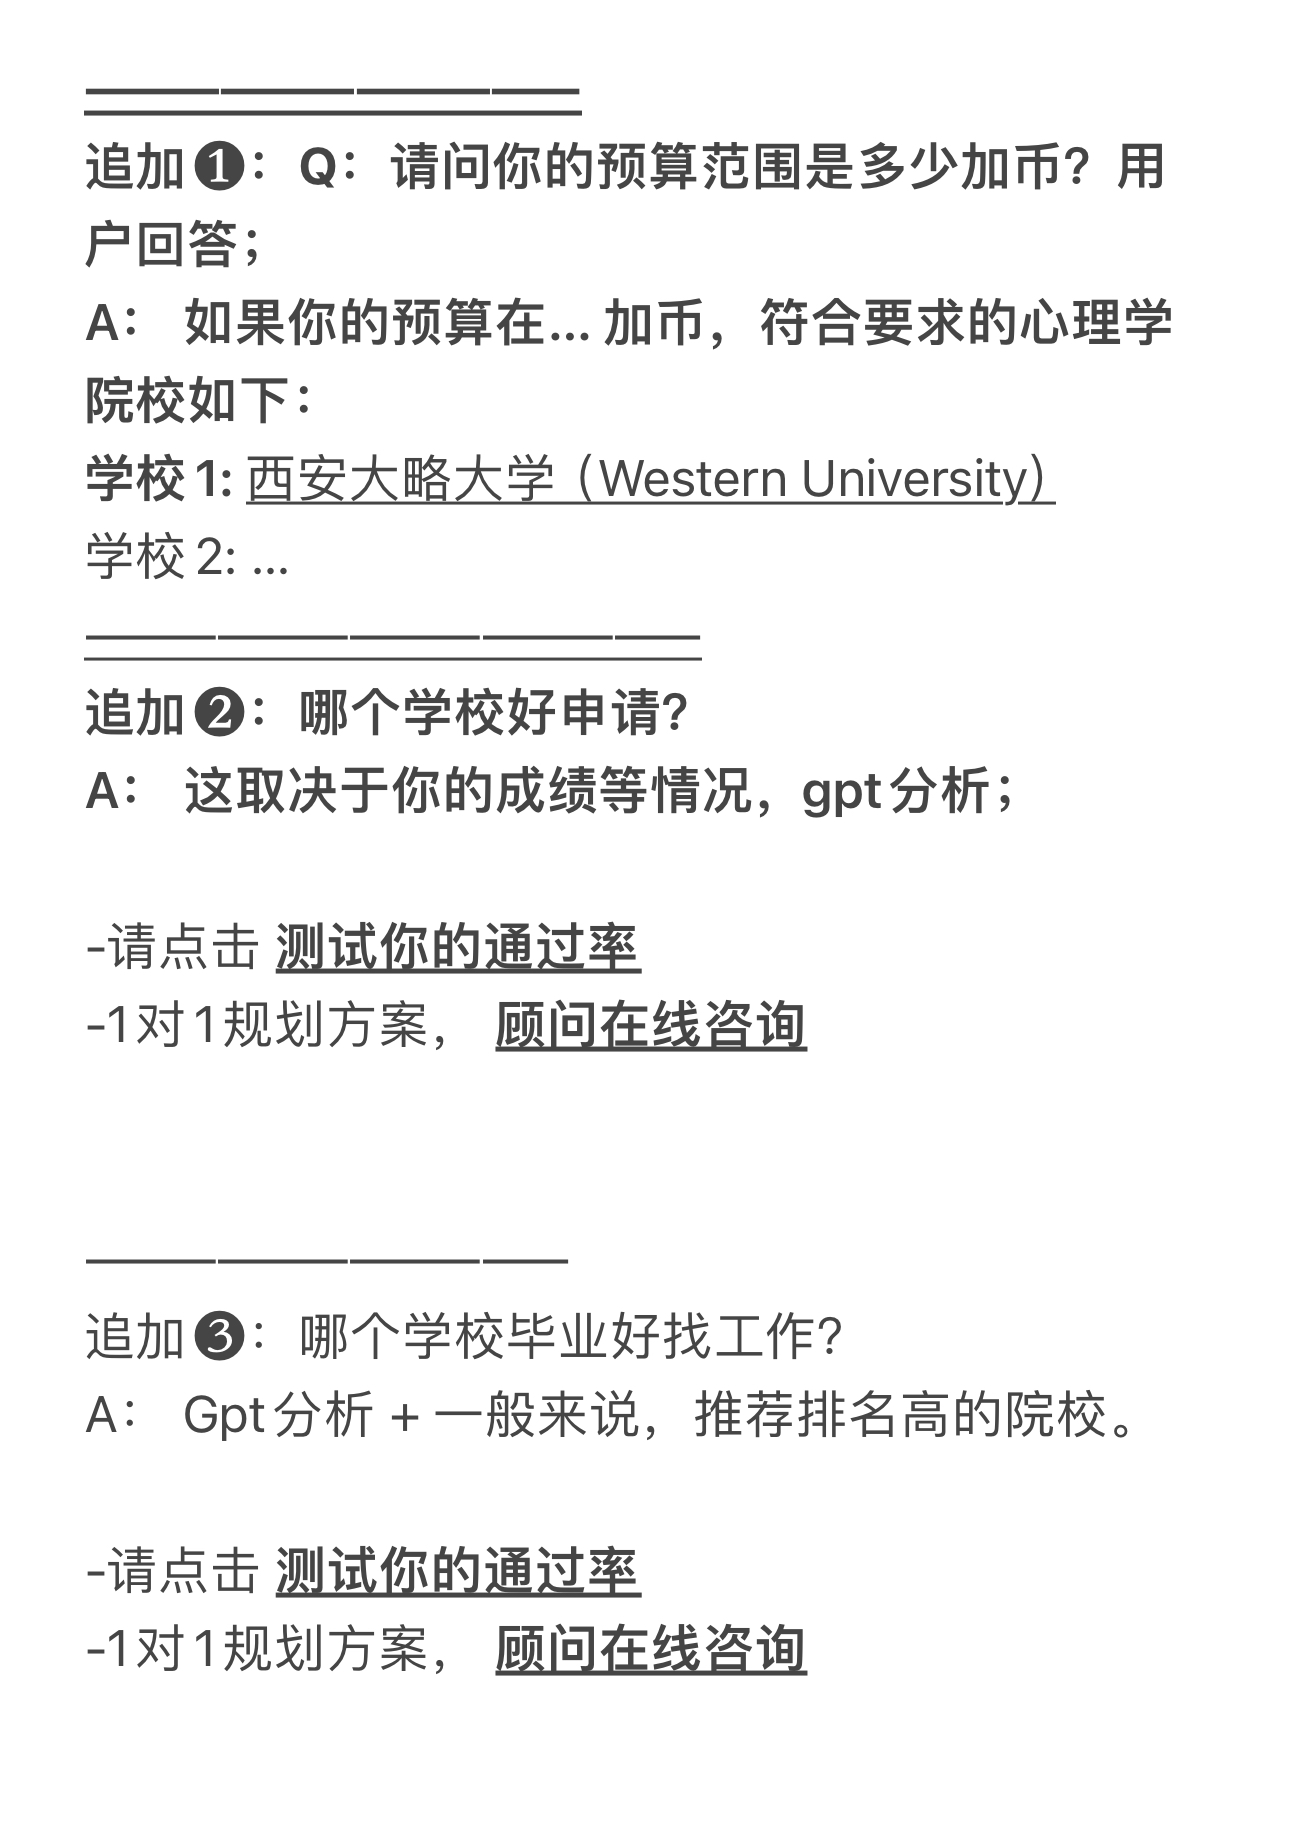 ————————————
追加❶：Q：请问你的预算范围是多少加币？用
户回答；
A： 如果你的预算在... 加币，符合要求的心理学
院校如下：
学校1: 西安大略大学（Western University）
学校2: ...
——————————————
追加❷：哪个学校好申请？
A： 这取决于你的成绩等情况，gpt分析；
-请点击 测试你的通过率
-1对1规划方案， 顾问在线咨询
———————————
追加❸：哪个学校毕业好找工作？
A： Gpt分析 + 一般来说，推荐排名高的院校。
-请点击 测试你的通过率
-1对1规划方案， 顾问在线咨询